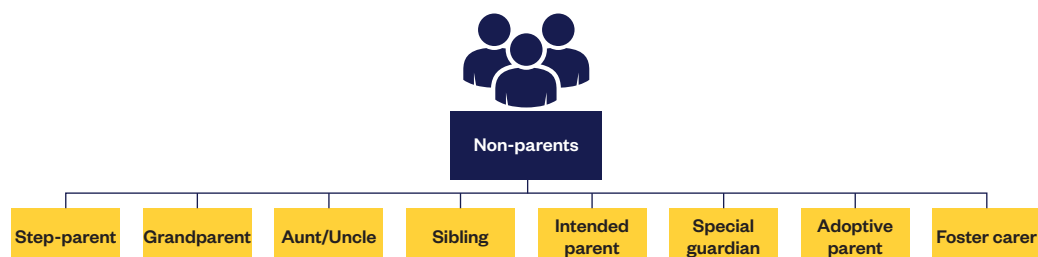 Non-parents
Step-parent
Grandparent
Aunt/Uncle
Sibling
Intended
parent
Special
guardian
Adoptive
parent
Foster carer